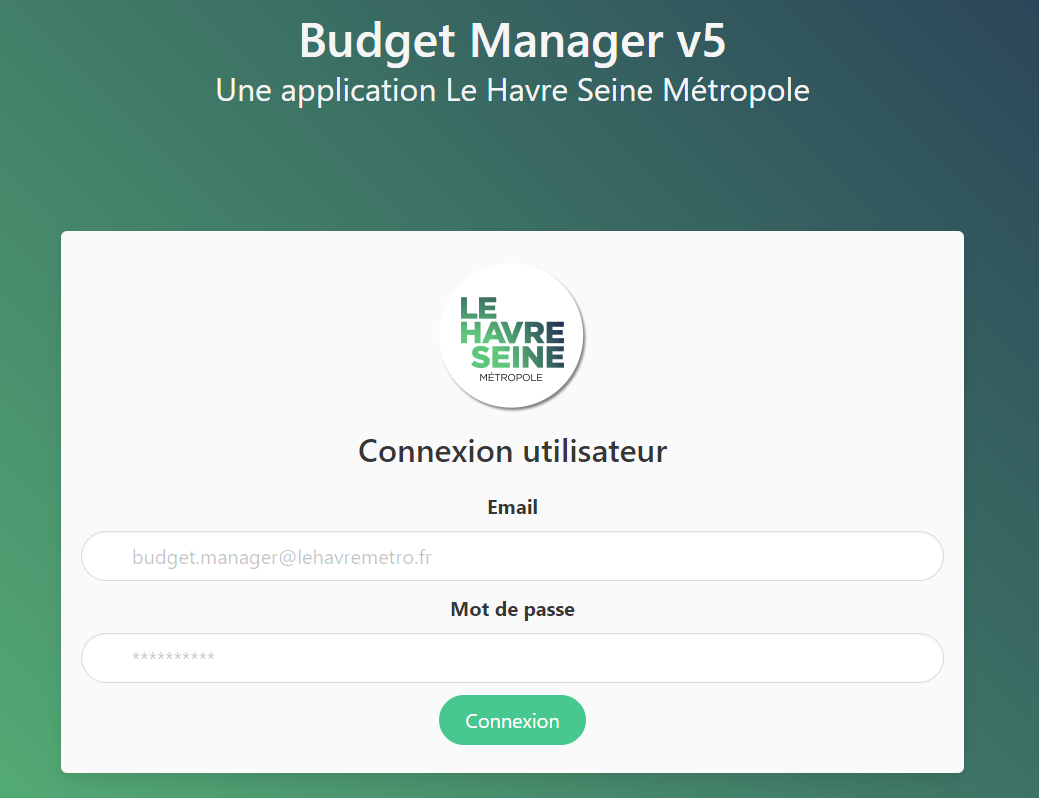 Budget Manager v5
Une application Le Havre Seine Métropole
LE
HAVRE
SEINE
MÉTROPOLE
Connexion utilisateur
Email
budget.manager@lehavremetro.fr
Mot de passe
**********
Connexion